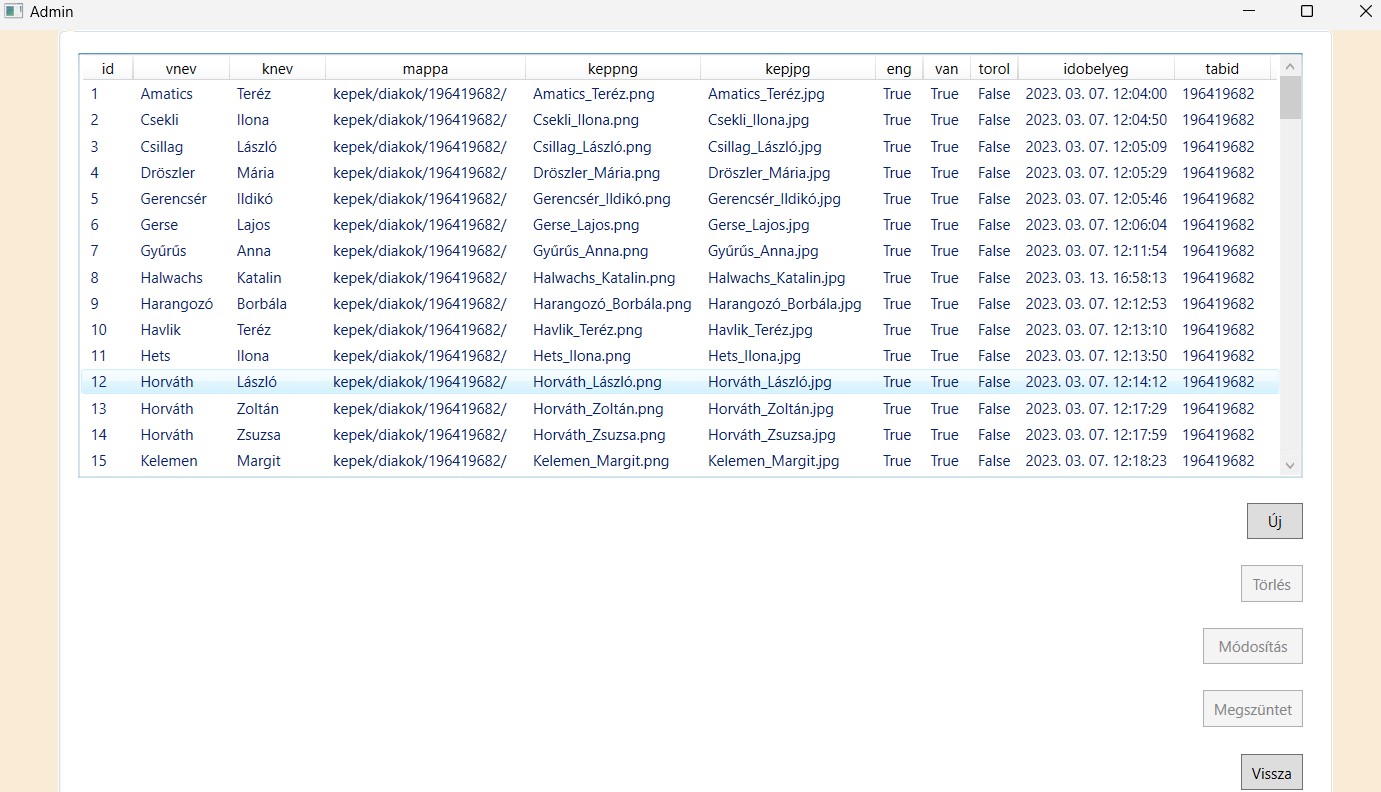 Admin
id vnev knev mappa keppng kepjpg eng van torol idobelyeg tabid
1 Amatics Teréz kepek/diakok/196419682/ Amatics_Teréz.png Amatics_Teréz.jpg True True False 2023. 03. 07. 12:04:00 196419682
2 Csekli Ilona kepek/diakok/196419682/ Csekli_Ilona.png Csekli_Ilona.jpg True True False 2023. 03. 07. 12:04:50 196419682
3 Csillag László kepek/diakok/196419682/ Csillag_László.png Csillag_László.jpg True True False 2023. 03. 07. 12:05:09 196419682
4 Dröszler Mária kepek/diakok/196419682/ Dröszler_Mária.png Dröszler_Mária.jpg True True False 2023. 03. 07. 12:05:29 196419682
5 Gerencsér Ildikó kepek/diakok/196419682/ Gerencsér_Ildikó.png Gerencsér_Ildikó.jpg True True False 2023. 03. 07. 12:05:46 196419682
6 Gerse Lajos kepek/diakok/196419682/ Gerse_Lajos.png Gerse_Lajos.jpg True True False 2023. 03. 07. 12:06:04 196419682
7 Gyűrűs Anna kepek/diakok/196419682/ Gyűrűs_Anna.png Gyűrűs_Anna.jpg True True False 2023. 03. 07. 12:11:54 196419682
8 Halwachs Katalin kepek/diakok/196419682/ Halwachs_Katalin.png Halwachs_Katalin.jpg True True False 2023. 03. 13. 16:58:13 196419682
9 Harangozó Borbála kepek/diakok/196419682/ Harangozó_Borbála.png Harangozó_Borbála.jpg True True False 2023. 03. 07. 12:12:53 196419682
10 Havlik Teréz kepek/diakok/196419682/ Havlik_Teréz.png Havlik_Teréz.jpg True True False 2023. 03. 07. 12:13:10 196419682
11 Hets Ilona kepek/diakok/196419682/ Hets_Ilona.png Hets_Ilona.jpg True True False 2023. 03. 07. 12:13:50 196419682
12 Horváth László kepek/diakok/196419682/ Horváth_László.png Horváth_László.jpg True True False 2023. 03. 07. 12:14:12 196419682
13 Horváth Zoltán kepek/diakok/196419682/ Horváth_Zoltán.png Horváth_Zoltán.jpg True True False 2023. 03. 07. 12:17:29 196419682
14 Horváth Zsuzsa kepek/diakok/196419682/ Horváth_Zsuzsa.png Horváth_Zsuzsa.jpg True True False 2023. 03. 07. 12:17:59 196419682
15 Kelemen Margit kepek/diakok/196419682/ Kelemen_Margit.png Kelemen_Margit.jpg True True False 2023. 03. 07. 12:18:23 196419682
Új
Törlés
Módosítás
Megszüntet
Vissza